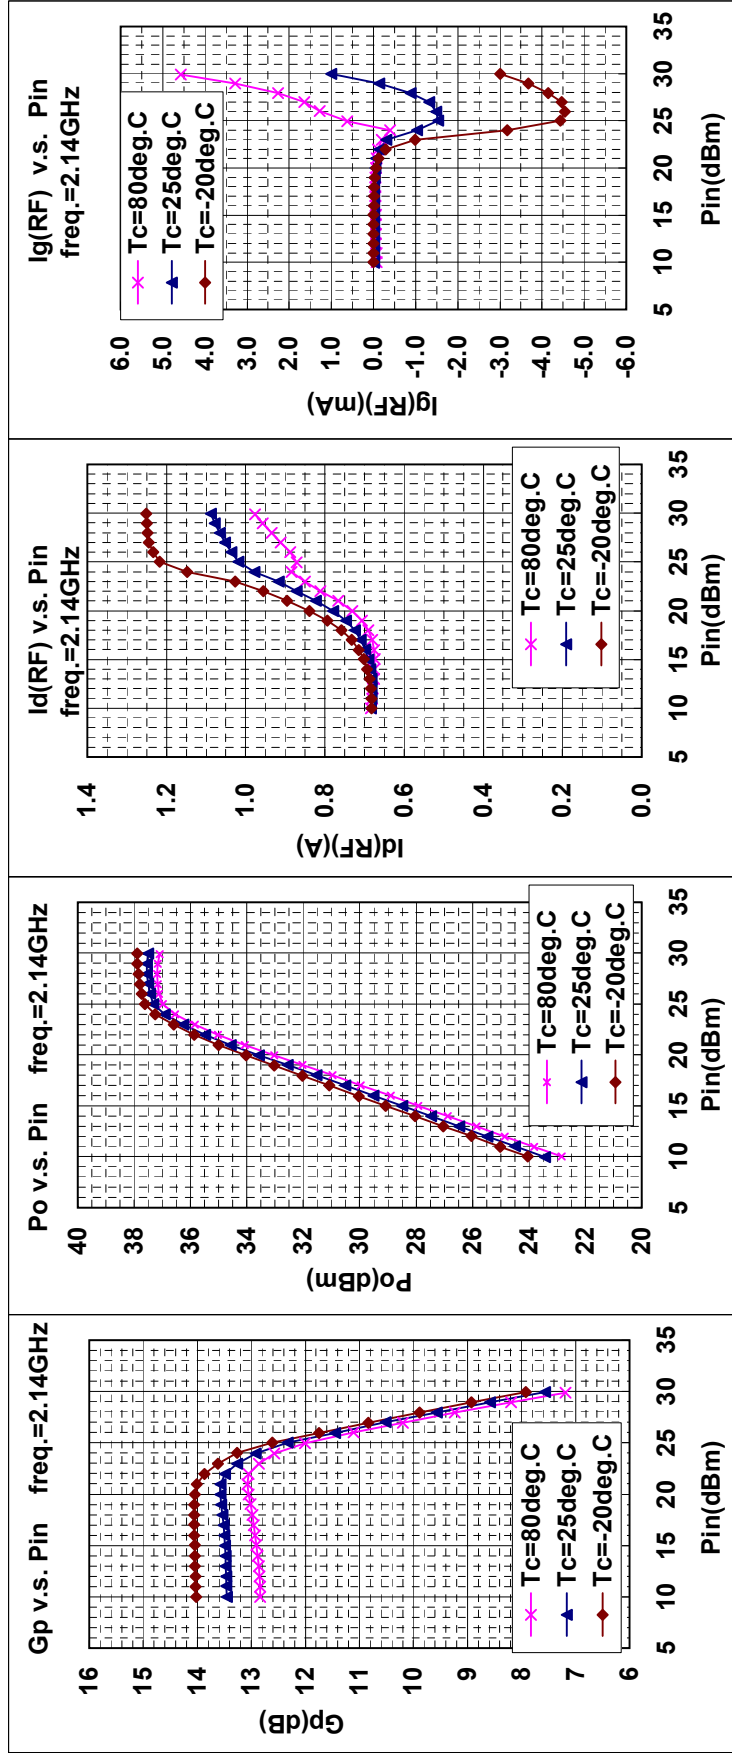 Gp v.s. Pin freq.=2.14GHz
16
15
14
13
12
11
10
9
8
7
6
Gp(dB)
5 10 15 20 25 30 35
Pin(dBm)
Tc=80deg.C
Tc=25deg.C
Tc=-20deg.C
Po v.s. Pin freq.=2.14GHz
40
38
36
34
32
30
28
26
24
22
20
Po(dBm)
5 10 15 20 25 30 35
Pin(dBm)
Tc=80deg.C
Tc=25deg.C
Tc=-20deg.C
Id(RF) v.s. Pin
freq.=2.14GHz
1.4
1.2
1.0
0.8
0.6
0.4
0.2
0.0
Id(RF)(A)
5 10 15 20 25 30 35
Pin(dBm)
Tc=80deg.C
Tc=25deg.C
Tc=-20deg.C
Ig(RF) v.s. Pin
freq.=2.14GHz
6.0
5.0
4.0
3.0
2.0
1.0
0.0
-1.0
-2.0
-3.0
-4.0
-5.0
-6.0
Ig(RF)(mA)
5 10 15 20 25 30 35
Pin(dBm)
Tc=80deg.C
Tc=25deg.C
Tc=-20deg.C